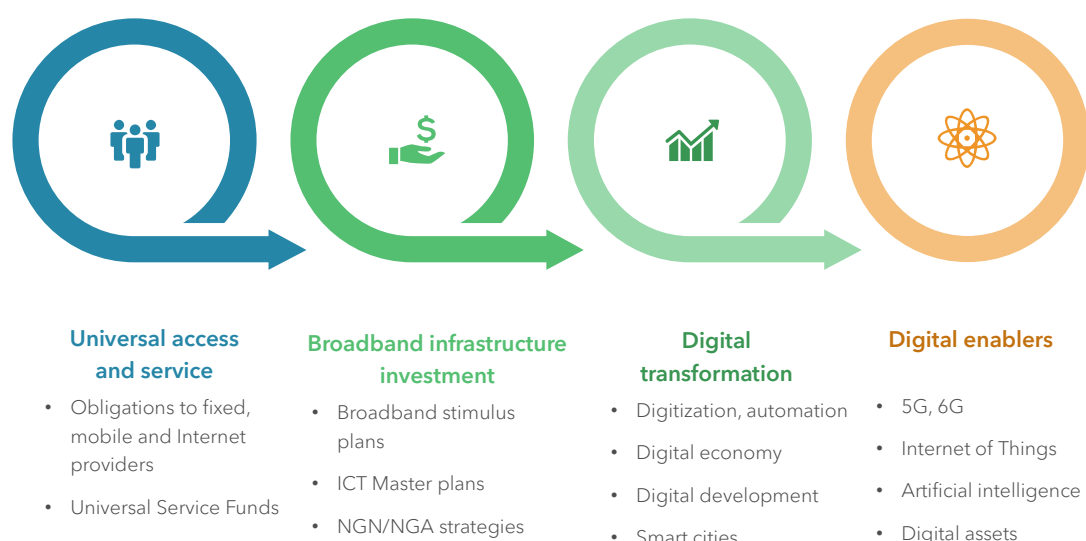 Universal access
and service
• Obligations to fixed,
mobile and Internet
providers
• Universal Service Funds
Broadband infrastructure
investment
• Broadband stimulus
plans
• ICT Master plans
• NGN/NGA strategies
Digital
transformation
• Digitization, automation
• Digital economy
• Digital development
• Smart cities
Digital enablers
• 5G, 6G
• Internet of Things
• Artificial intelligence
• Digital assets